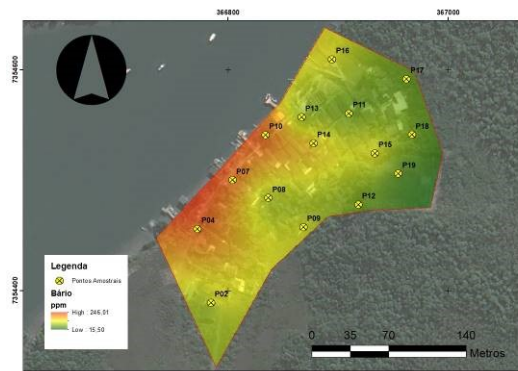 366800
367000
7354600
7354400
P16
P17
P13
P11
P10
P14
P18
P15
P07
P19
P08
P12
P04
P09
P02
Legenda
Pontos Amostrais
Bário
ppm
High : 246.01
Low : 15.50
0 35 70 140
Metros